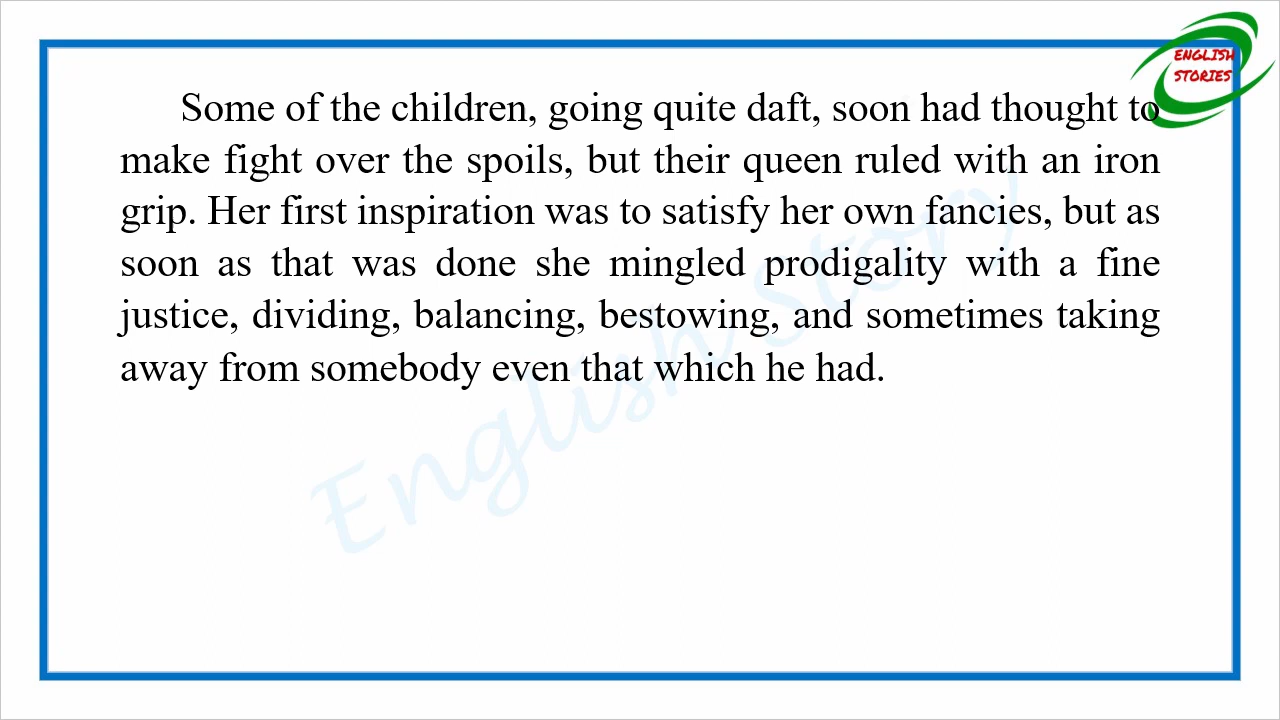 ENGLISH
STORIES
Some of the children, going quite daft, soon had thought to
make fight over the spoils, but their queen ruled with an iron
grip. Her first inspiration was to satisfy her own fancies, but as
soon as that was done she mingled prodigality with a fine
justice, dividing, balancing, bestowing, and sometimes taking
away from somebody even that which he had.
English Story